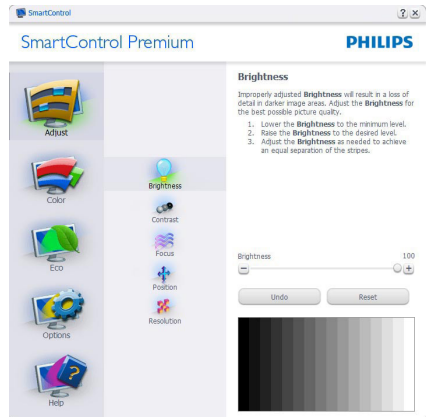 SmartControl
SmartControl Premium
PHILIPS
Adjust
Color
Eco
Options
Help
Brightness
Contrast
Focus
Position
Resolution
Brightness
Improperly adjusted Brightness will result in a loss of
detail in darker image areas. Adjust the Brightness for
the best possible picture quality.
1. Lower the Brightness to the minimum level.
2. Raise the Brightness to the desired level.
3. Adjust the Brightness as needed to achieve
an equal separation of the stripes.
Brightness 100
Undo Reset